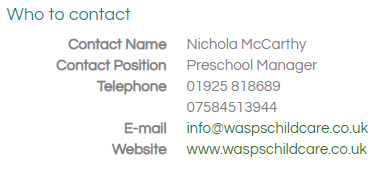 Who to contact
Contact Name Nichola McCarthy
Contact Position Preschool Manager
Telephone 01925 818689
07584513944
E-mail info@waspschildcare.co.uk
Website www.waspschildcare.co.uk